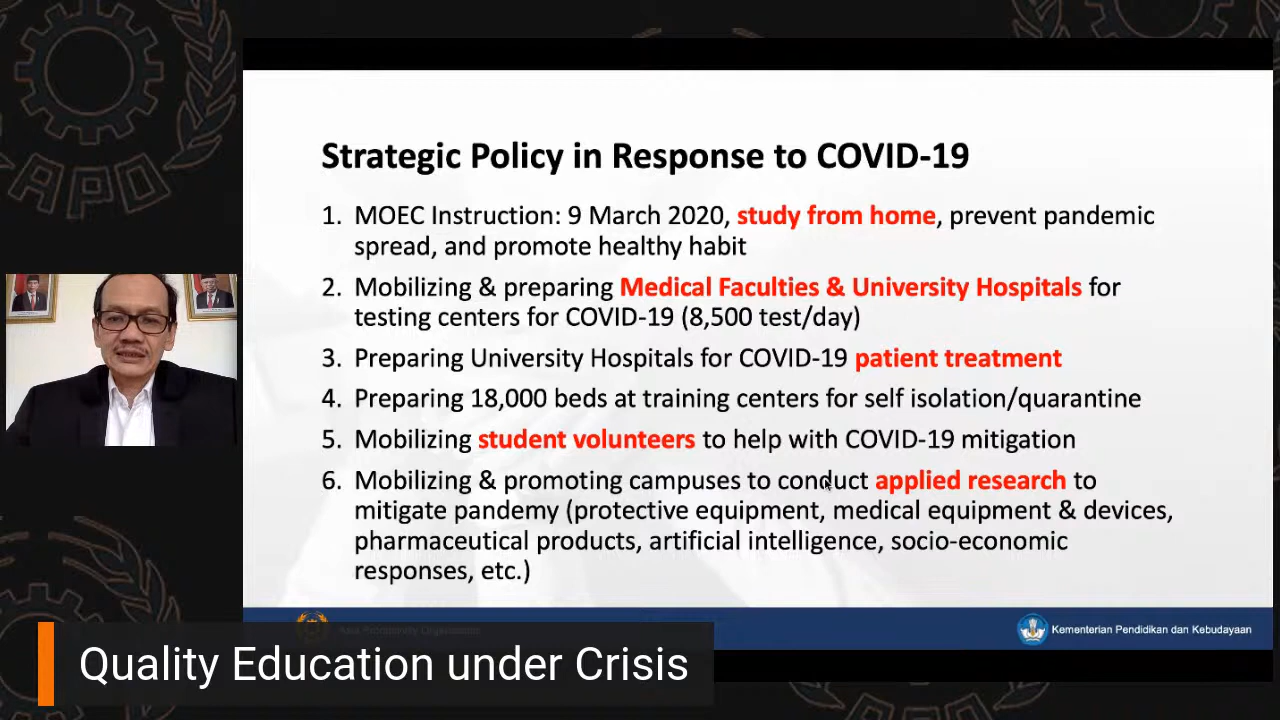 APO
Strategic Policy in Response to COVID-19
1. MOEC Instruction: 9 March 2020, study from home, prevent pandemic
spread, and promote healthy habit
2. Mobilizing & preparing Medical Faculties & University Hospitals for
testing centers for COVID-19 (8,500 test/day)
3. Preparing University Hospitals for COVID-19 patient treatment
4. Preparing 18,000 beds at training centers for self isolation/quarantine
5. Mobilizing student volunteers to help with COVID-19 mitigation
6. Mobilizing & promoting campuses to conduct applied research to
mitigate pandemy (protective equipment, medical equipment & devices,
pharmaceutical products, artificial intelligence, socio-economic
responses, etc.)
Asia Productivity Organization
Kementerian Pendidikan dan Kebudayaan
Quality Education under Crisis